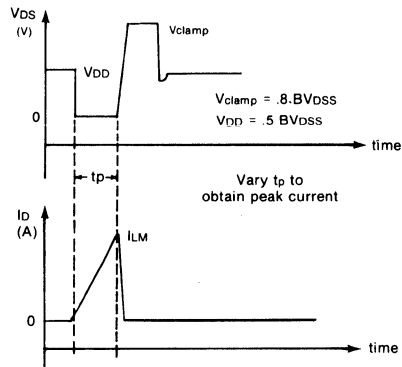 VDS
(V)
Vclamp
VDD
Vclamp = .8.BVDSS
VDD = .5 BVDSS
0
time
tp
Vary tp to
obtain peak current
ID
(A)
ILM
0
time